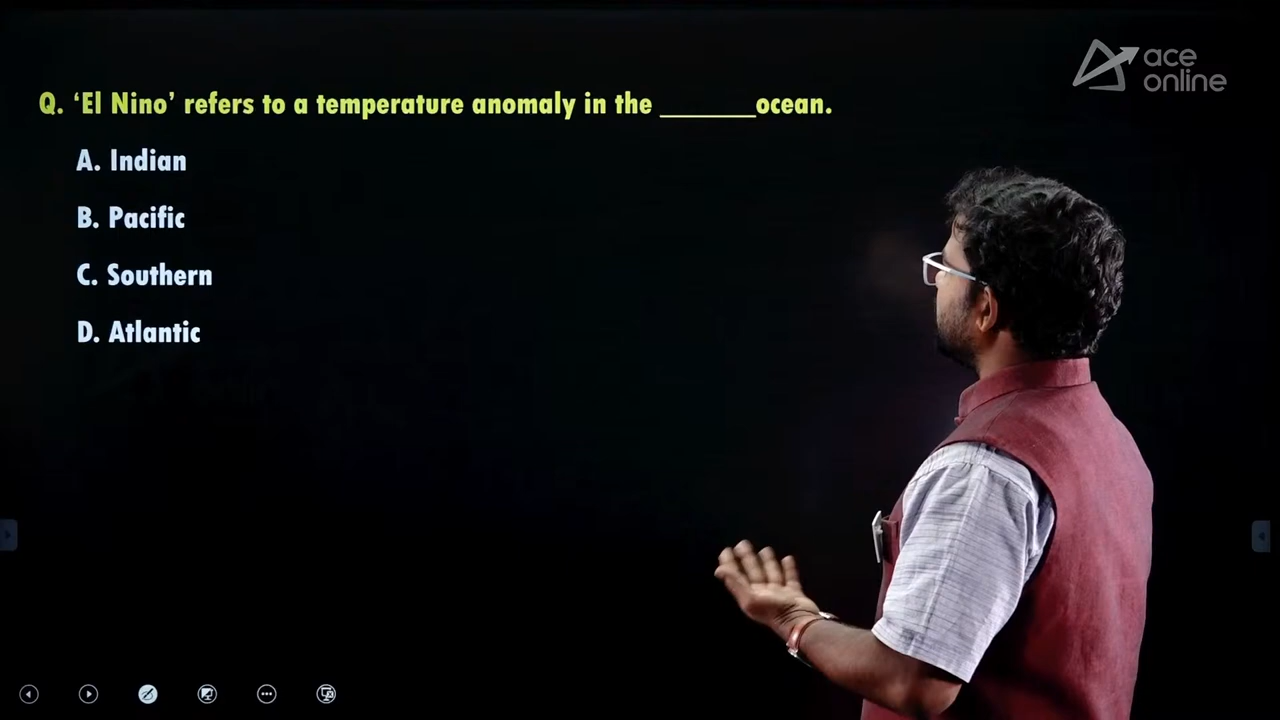 ace
online
Q. ‘El Nino’ refers to a temperature anomaly in the _______ocean.
A. Indian
B. Pacific
C. Southern
D. Atlantic